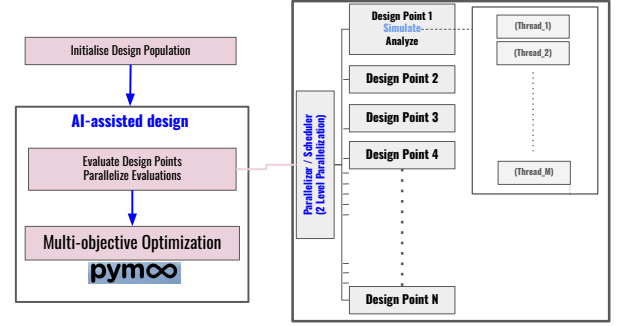 Initialise Design Population
AI-assisted design
Evaluate Design Points
Parallelize Evaluations
Multi-objective Optimization
pymoo
Parallelizer / Scheduler
(2 Level Parallelization)
Design Point 1
Simulate
Analyze
Design Point 2
Design Point 3
Design Point 4
Design Point N
(Thread_1)
(Thread_2)
(Thread_M)